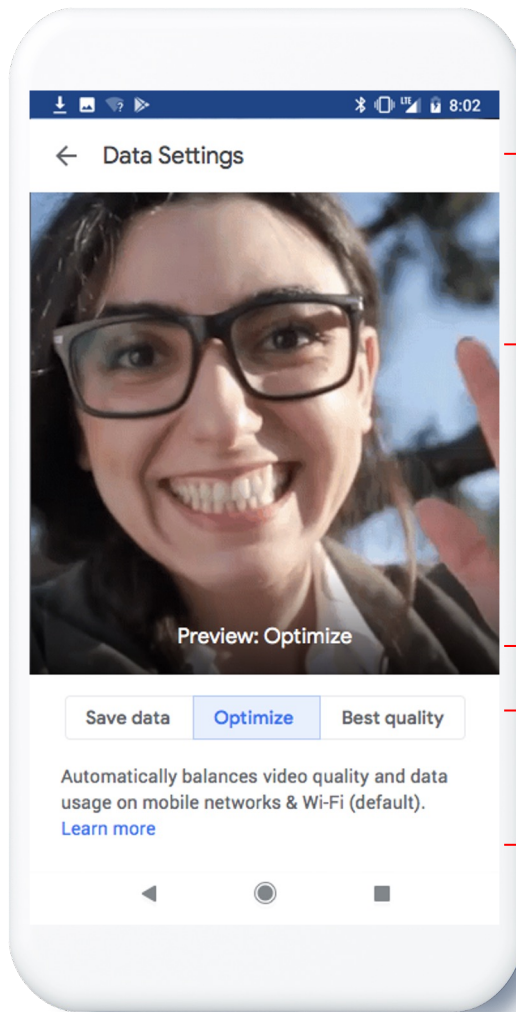 LTE 8:02
Data Settings
Preview: Optimize
Save data Optimize Best quality
Automatically balances video quality and data
usage on mobile networks & Wi-Fi (default).
Learn more